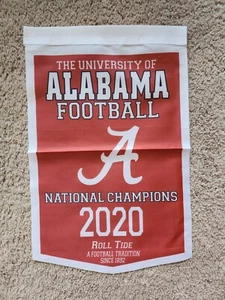 THE UNIVERSITY OF
ALABAMA
FOOTBALL
A
NATIONAL CHAMPIONS
2020
ROLL TIDE
A FOOTBALL TRADITION
SINCE 1892